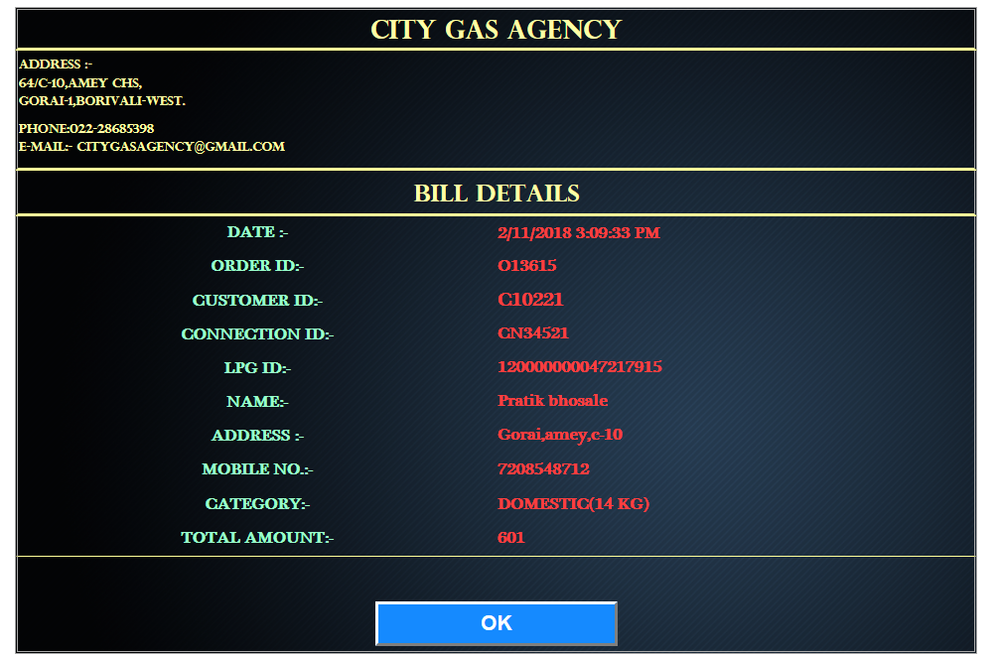 CITY GAS AGENCY
ADDRESS :-
64/C-10,AMEY CHS,
GORAI-1,BORIVALI-WEST.
PHONE:022-28685398
E-MAIL:- CITYGASAGENCY@GMAIL.COM
BILL DETAILS
DATE :- 2/11/2018 3:09:33 PM
ORDER ID:- O13615
CUSTOMER ID:- C10221
CONNECTION ID:- CN34521
LPG ID:- 120000000047217915
NAME:- Pratik bhosale
ADDRESS :- Gorai,amey,c-10
MOBILE NO.:- 7208548712
CATEGORY:- DOMESTIC(14 KG)
TOTAL AMOUNT:- 601
OK